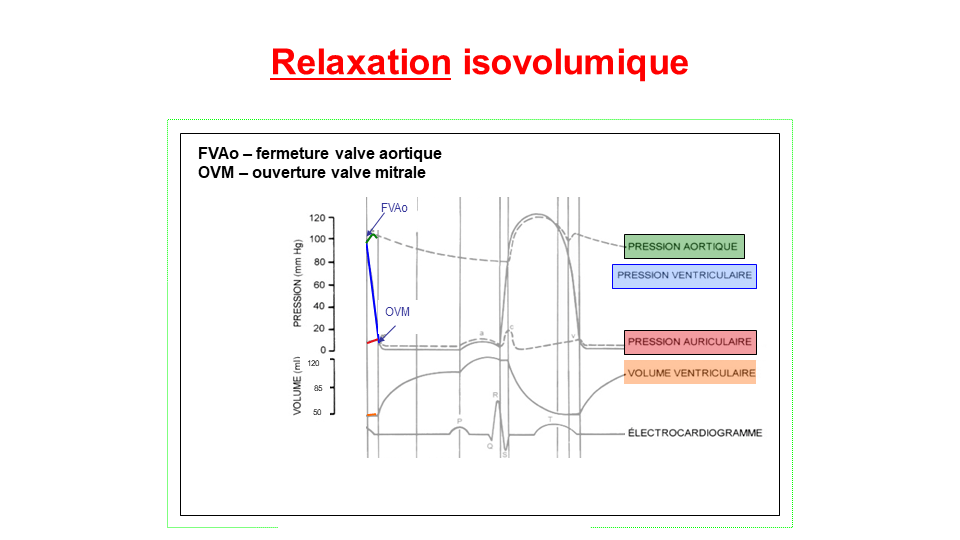 Relaxation isovolumique
FVAo – fermeture valve aortique
OVM – ouverture valve mitrale
FVAo
120
100
80
60
40
20
0
PRESSION (mm Hg)
OVM
a
c
v
PRESSION AORTIQUE
PRESSION VENTRICULAIRE
PRESSION AURICULAIRE
VOLUME VENTRICULAIRE
120
85
50
VOLUME (ml)
P
Q
R
S
T
ÉLECTROCARDIOGRAMME